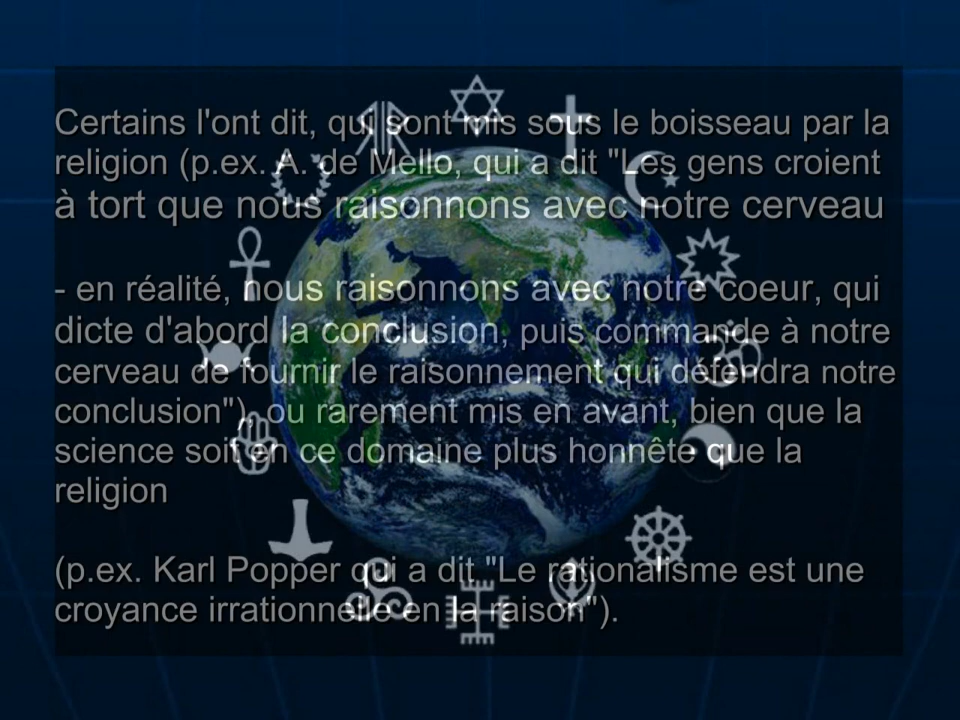 Certains l'ont dit, qui sont mis sous le boisseau par la
religion (p.ex. A. de Mello, qui a dit "Les gens croient
à tort que nous raisonnons avec notre cerveau
- en réalité, nous raisonnons avec notre coeur, qui
dicte d'abord la conclusion, puis commande à notre
cerveau de fournir le raisonnement qui défendra notre
conclusion"), ou rarement mis en avant, bien que la
science soit en ce domaine plus honnête que la
religion
(p.ex. Karl Popper qui a dit "Le rationalisme est une
croyance irrationnelle en la raison").